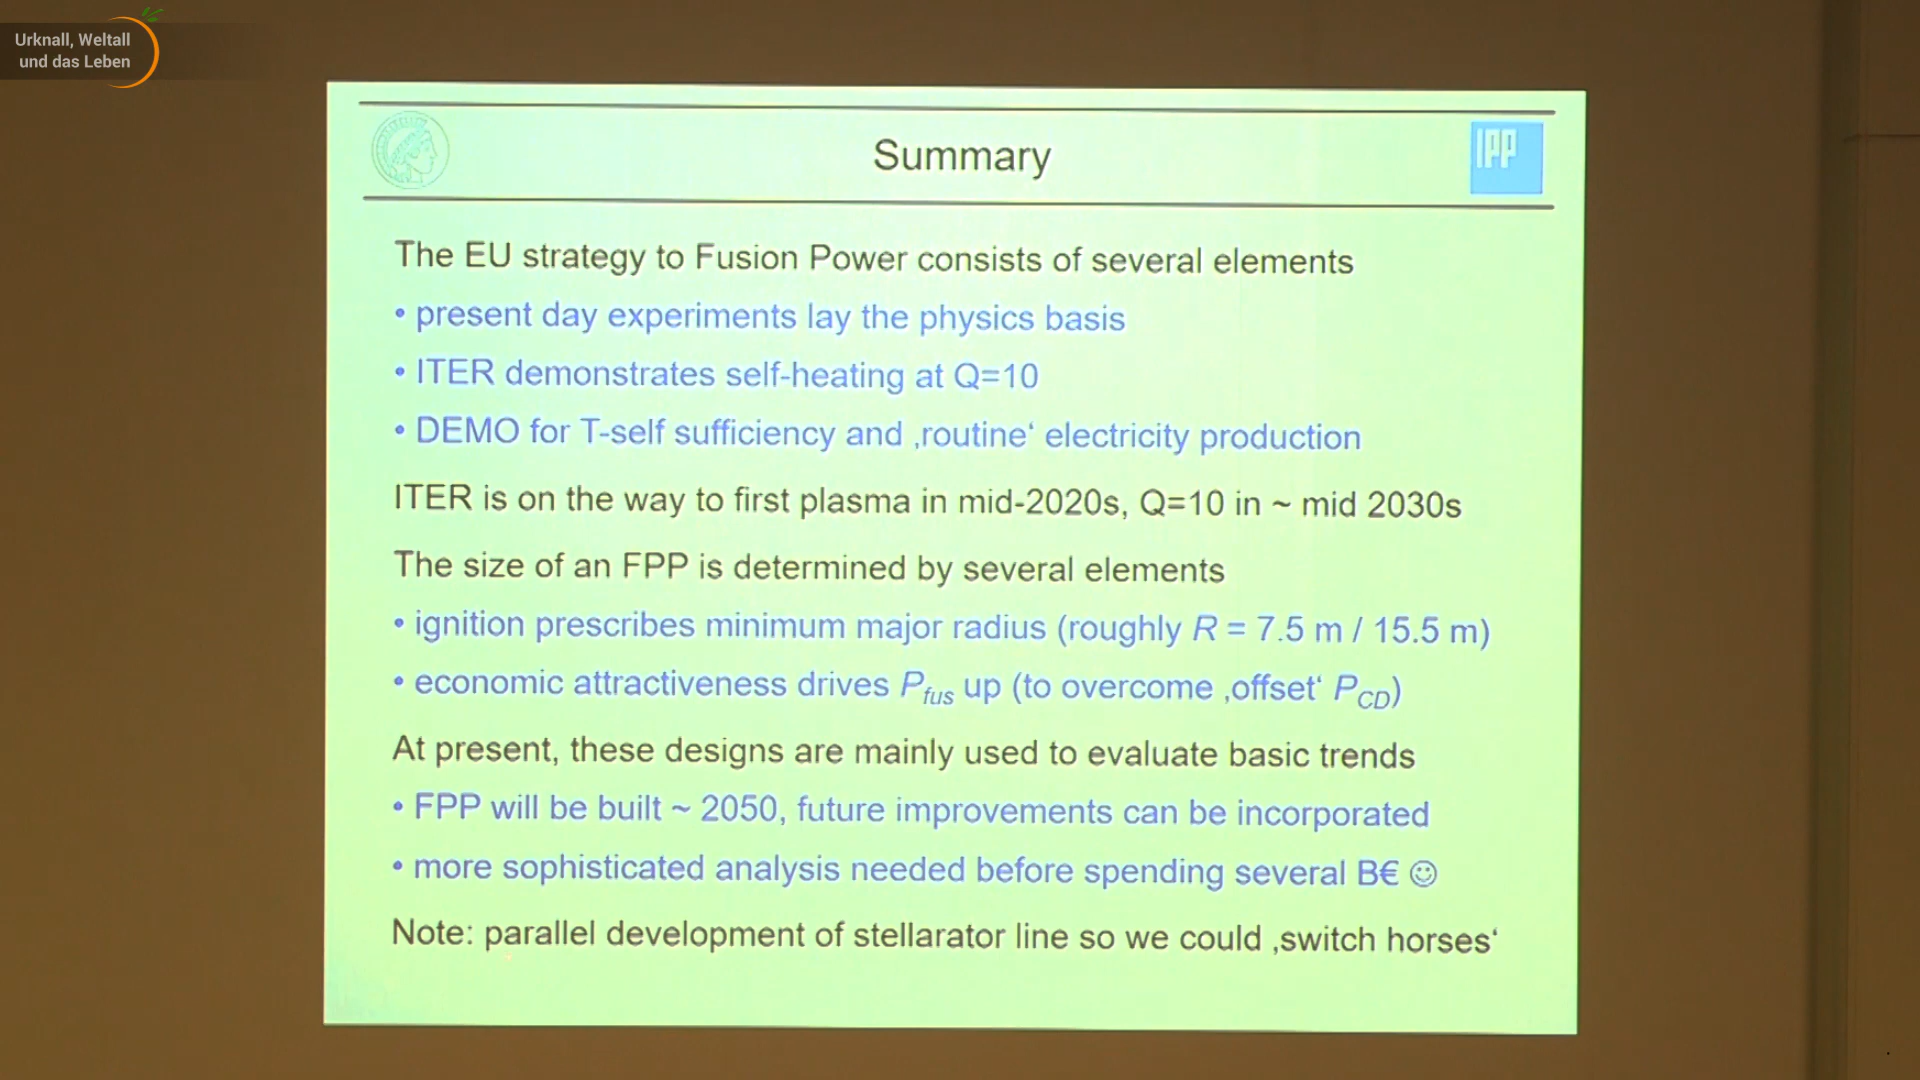 Urknall, Weltall
und das Leben
Summary
IPP
The EU strategy to Fusion Power consists of several elements
• present day experiments lay the physics basis
• ITER demonstrates self-heating at Q=10
• DEMO for T-self sufficiency and ‚routine‘ electricity production
ITER is on the way to first plasma in mid-2020s, Q=10 in ~ mid 2030s
The size of an FPP is determined by several elements
• ignition prescribes minimum major radius (roughly R = 7.5 m / 15.5 m)
• economic attractiveness drives P_fus up (to overcome ‚offset‘ P_CD)
At present, these designs are mainly used to evaluate basic trends
• FPP will be built ~ 2050, future improvements can be incorporated
• more sophisticated analysis needed before spending several B€ ☺
Note: parallel development of stellarator line so we could ‚switch horses‘